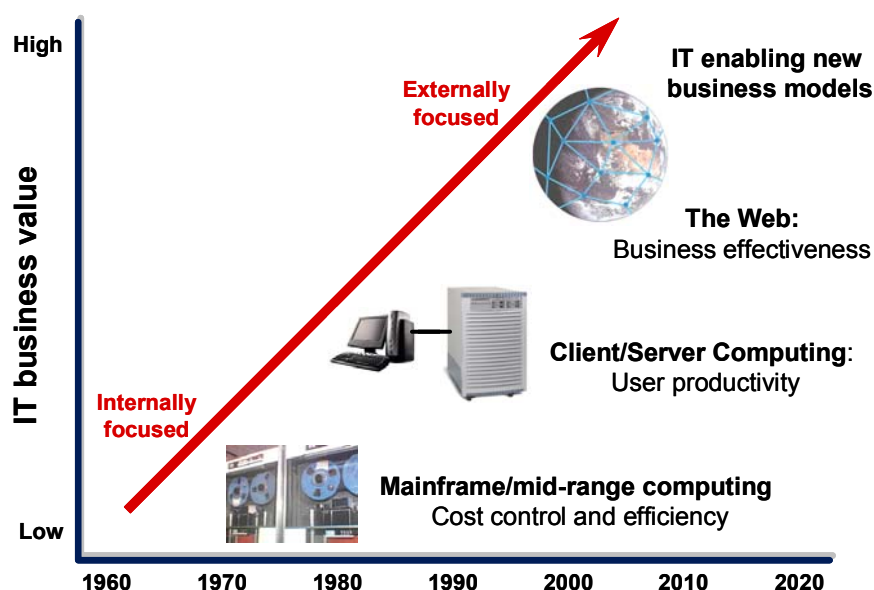 High
IT enabling new
business models
Externally
focused
The Web:
Business effectiveness
IT business value
Client/Server Computing:
User productivity
Internally
focused
Mainframe/mid-range computing
Cost control and efficiency
Low
1960 1970 1980 1990 2000 2010 2020